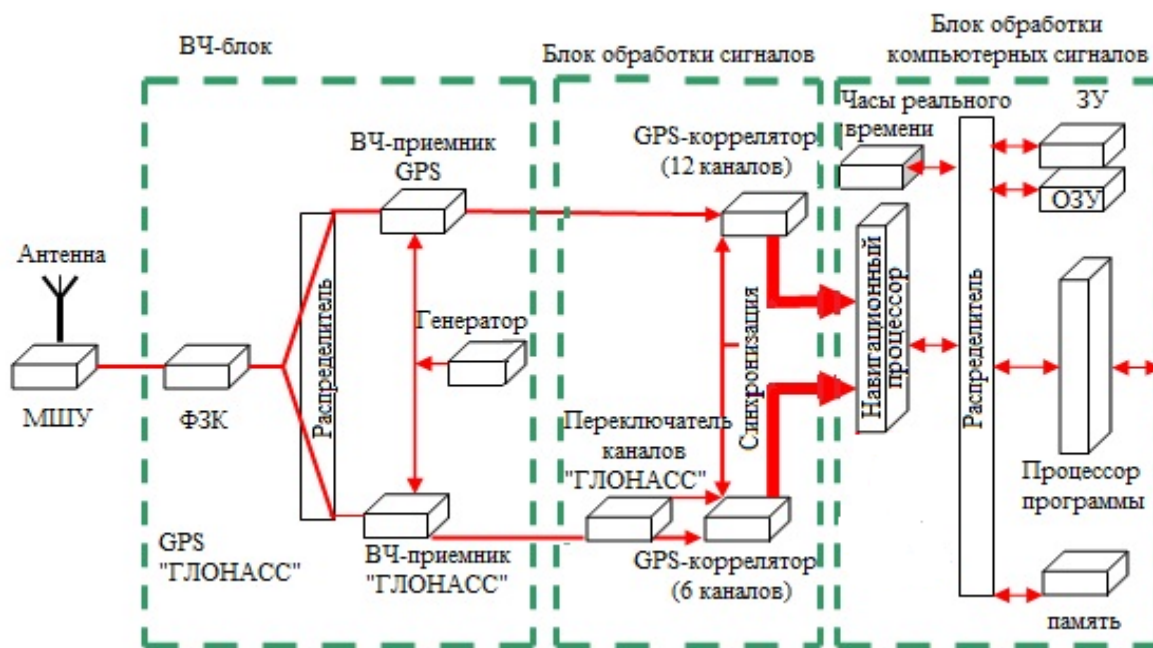 ВЧ-блок
Блок обработки сигналов
Блок обработки
компьютерных сигналов
Антенна
МШУ
ФЗК
Распределитель
ВЧ-приемник
GPS
Генератор
ВЧ-приемник
"ГЛОНАСС"
GPS
"ГЛОНАСС"
GPS-коррелятор
(12 каналов)
Синхронизация
Переключатель
каналов
"ГЛОНАСС"
GPS-коррелятор
(6 каналов)
Часы реального
времени
Навигационный
процессор
Распределитель
ЗУ
ОЗУ
Процессор
программы
память